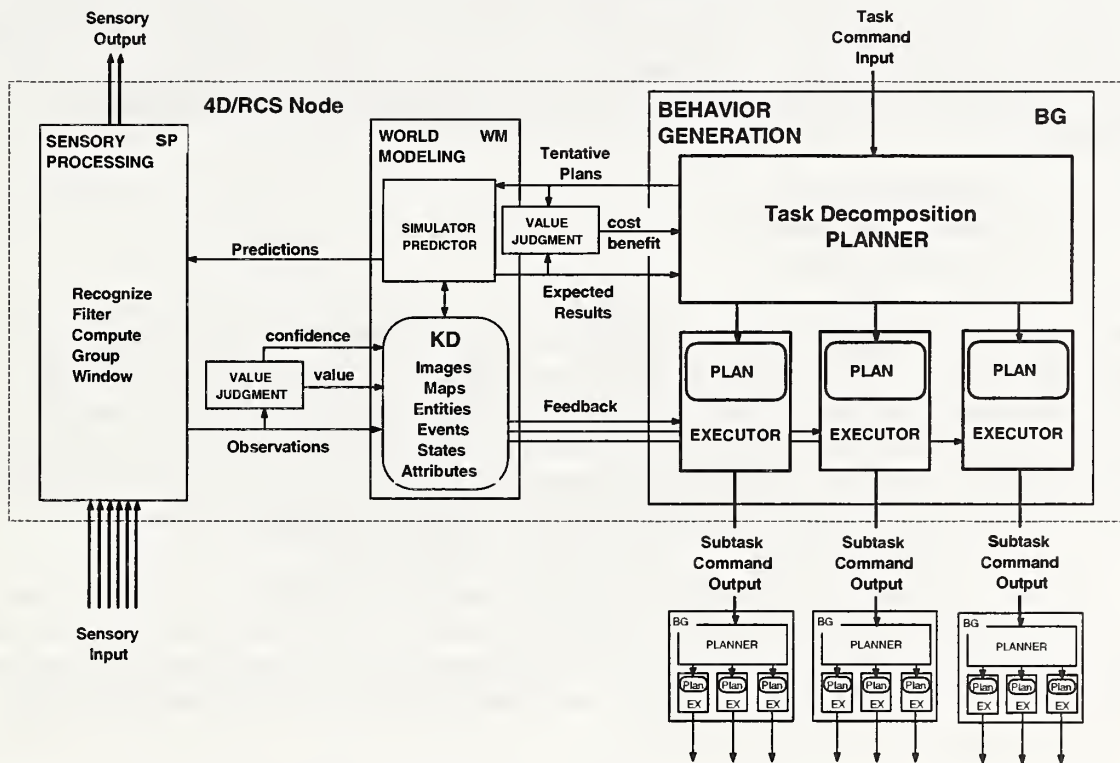 Sensory
Output
Task
Command
Input
4D/RCS Node
SENSORY SP
PROCESSING
Recognize
Filter
Compute
Group
Window
WORLD WM
MODELING
SIMULATOR
PREDICTOR
Predictions
confidence
VALUE
JUDGMENT
value
Observations
KD
Images
Maps
Entities
Events
States
Attributes
Tentative
Plans
VALUE
JUDGMENT
cost
benefit
Expected
Results
Feedback
BEHAVIOR
GENERATION
BG
Task Decomposition
PLANNER
PLAN
EXECUTOR
PLAN
EXECUTOR
PLAN
EXECUTOR
Sensory
Input
Subtask
Command
Output
Subtask
Command
Output
Subtask
Command
Output
BG
PLANNER
Plan Plan Plan
EX EX EX
BG
PLANNER
Plan Plan Plan
EX EX EX
BG
PLANNER
Plan Plan Plan
EX EX EX